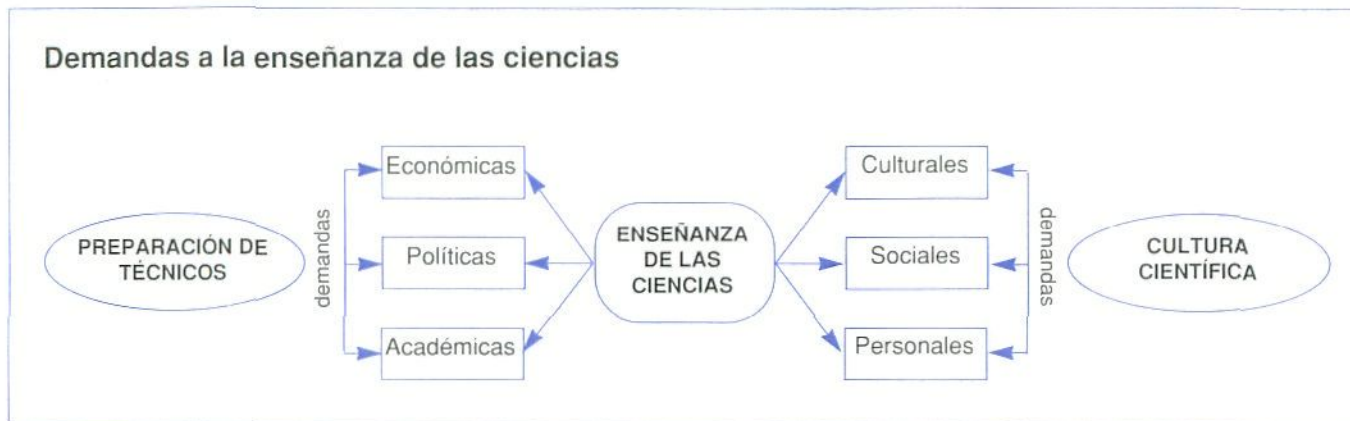 Demandas a la enseñanza de las ciencias
PREPARACIÓN DE
TÉCNICOS
demandas
Económicas
Políticas
Académicas
ENSEÑANZA
DE LAS
CIENCIAS
Culturales
Sociales
Personales
demandas
CULTURA
CIENTÍFICA